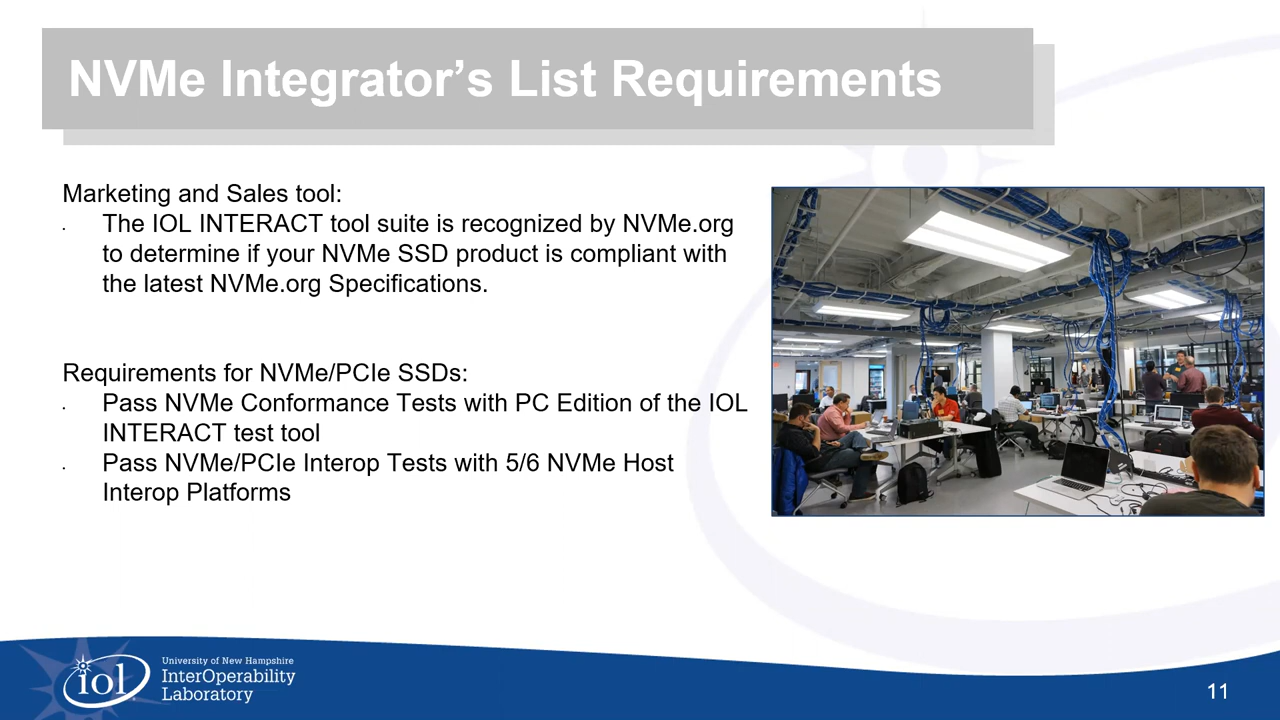 NVMe Integrator’s List Requirements
Marketing and Sales tool:
· The IOL INTERACT tool suite is recognized by NVMe.org
to determine if your NVMe SSD product is compliant with
the latest NVMe.org Specifications.
Requirements for NVMe/PCIe SSDs:
· Pass NVMe Conformance Tests with PC Edition of the IOL
INTERACT test tool
· Pass NVMe/PCIe Interop Tests with 5/6 NVMe Host
Interop Platforms
iol
University of New Hampshire
InterOperability
Laboratory
11